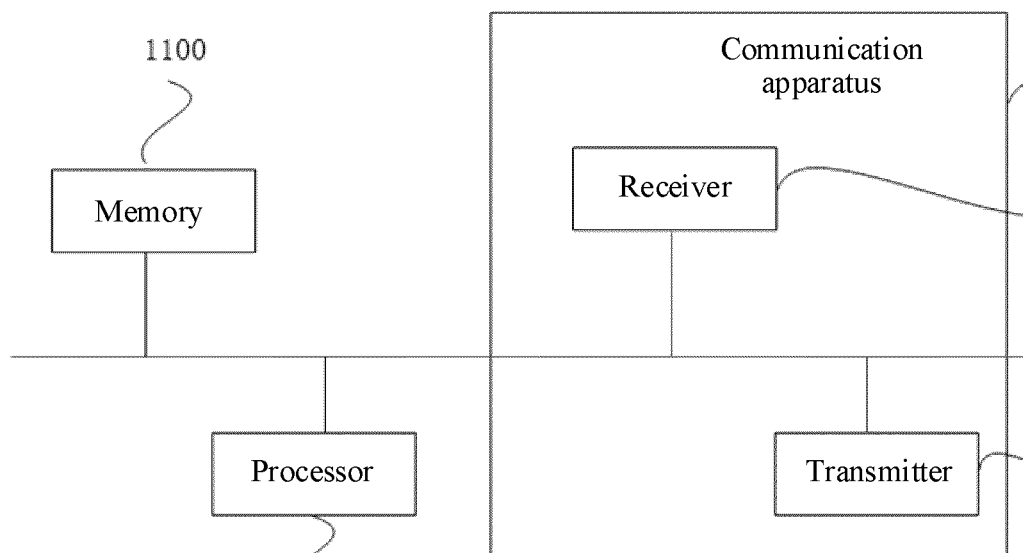 1100
Communication
apparatus
Memory
Receiver
Processor
Transmitter